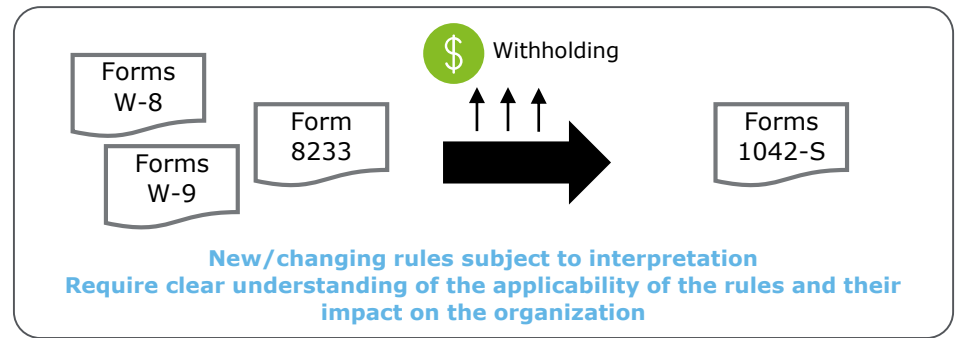 Forms
W-8
Forms
W-9
Form
8233
$
Withholding
Forms
1042-S
New/changing rules subject to interpretation
Require clear understanding of the applicability of the rules and their
impact on the organization